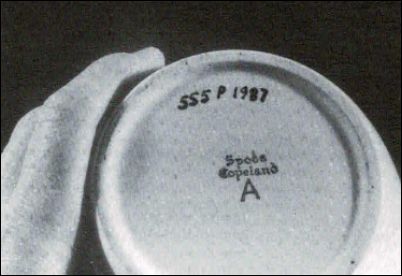 555 P 1987
Spode
Copeland
A